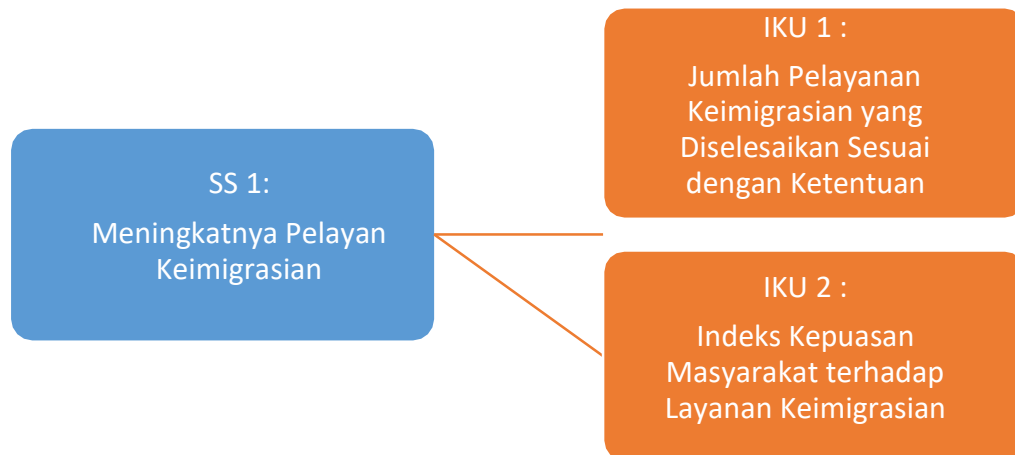 SS 1:
Meningkatnya Pelayan
Keimigrasian
IKU 1 :
Jumlah Pelayanan
Keimigrasian yang
Diselesaikan Sesuai
dengan Ketentuan
IKU 2 :
Indeks Kepuasan
Masyarakat terhadap
Layanan Keimigrasian